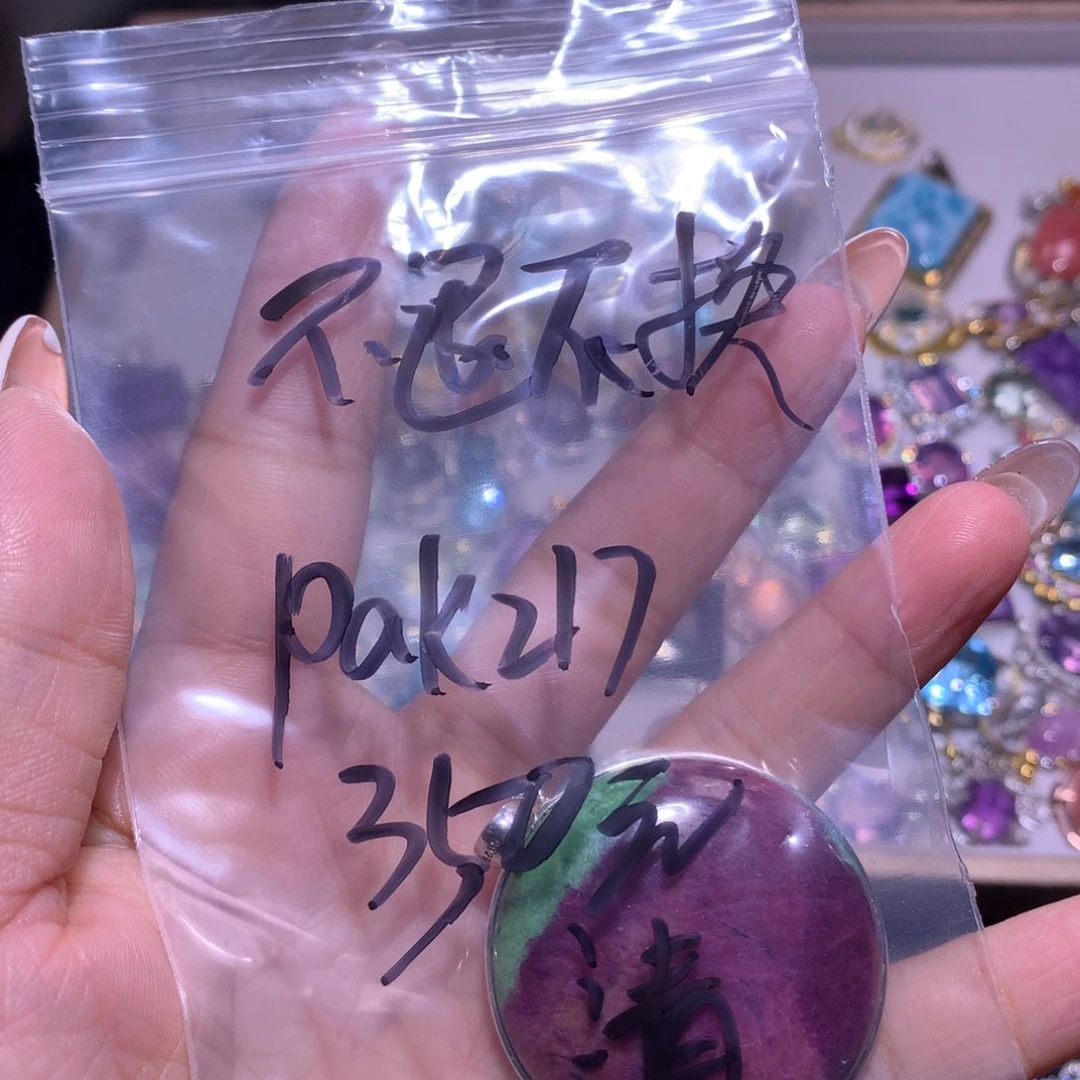 不退不换
pak217
350元
清